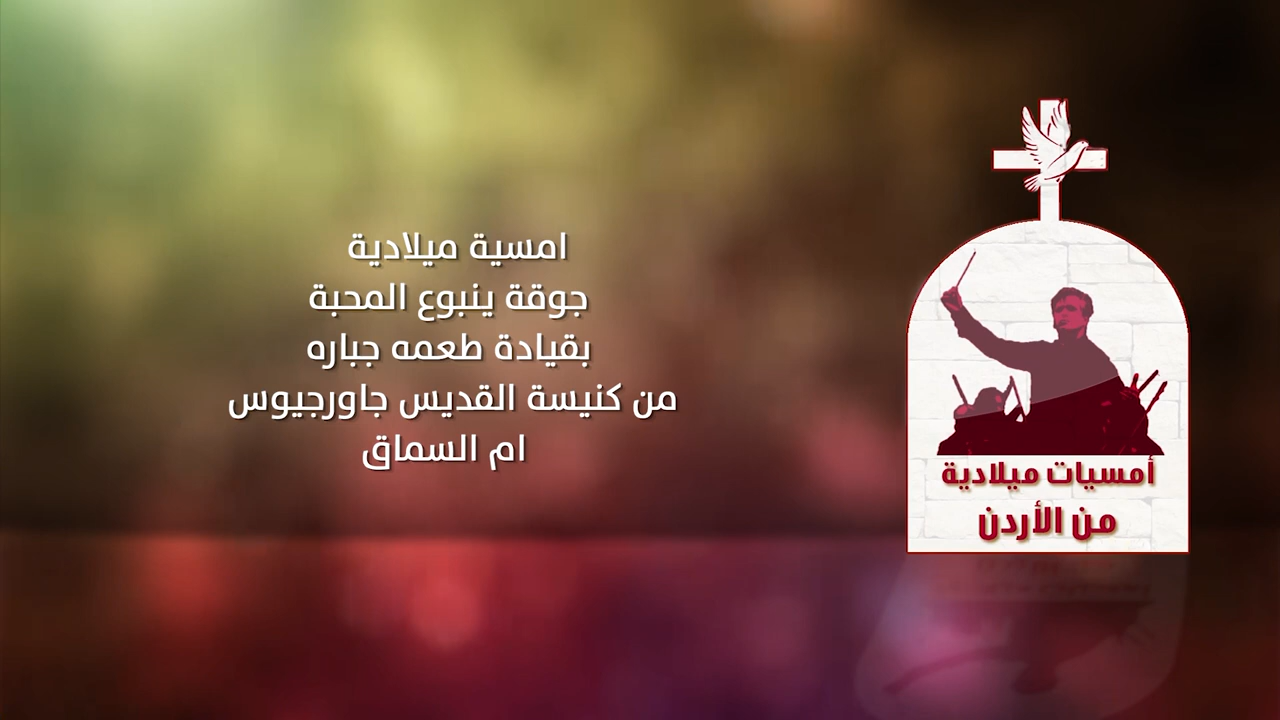 امسية ميلادية
جوقة ينبوع المحبة
بقيادة طعمه جباره
من كنيسة القديس جاورجيوس
ام السماق
أمسيات ميلادية
من الأردن